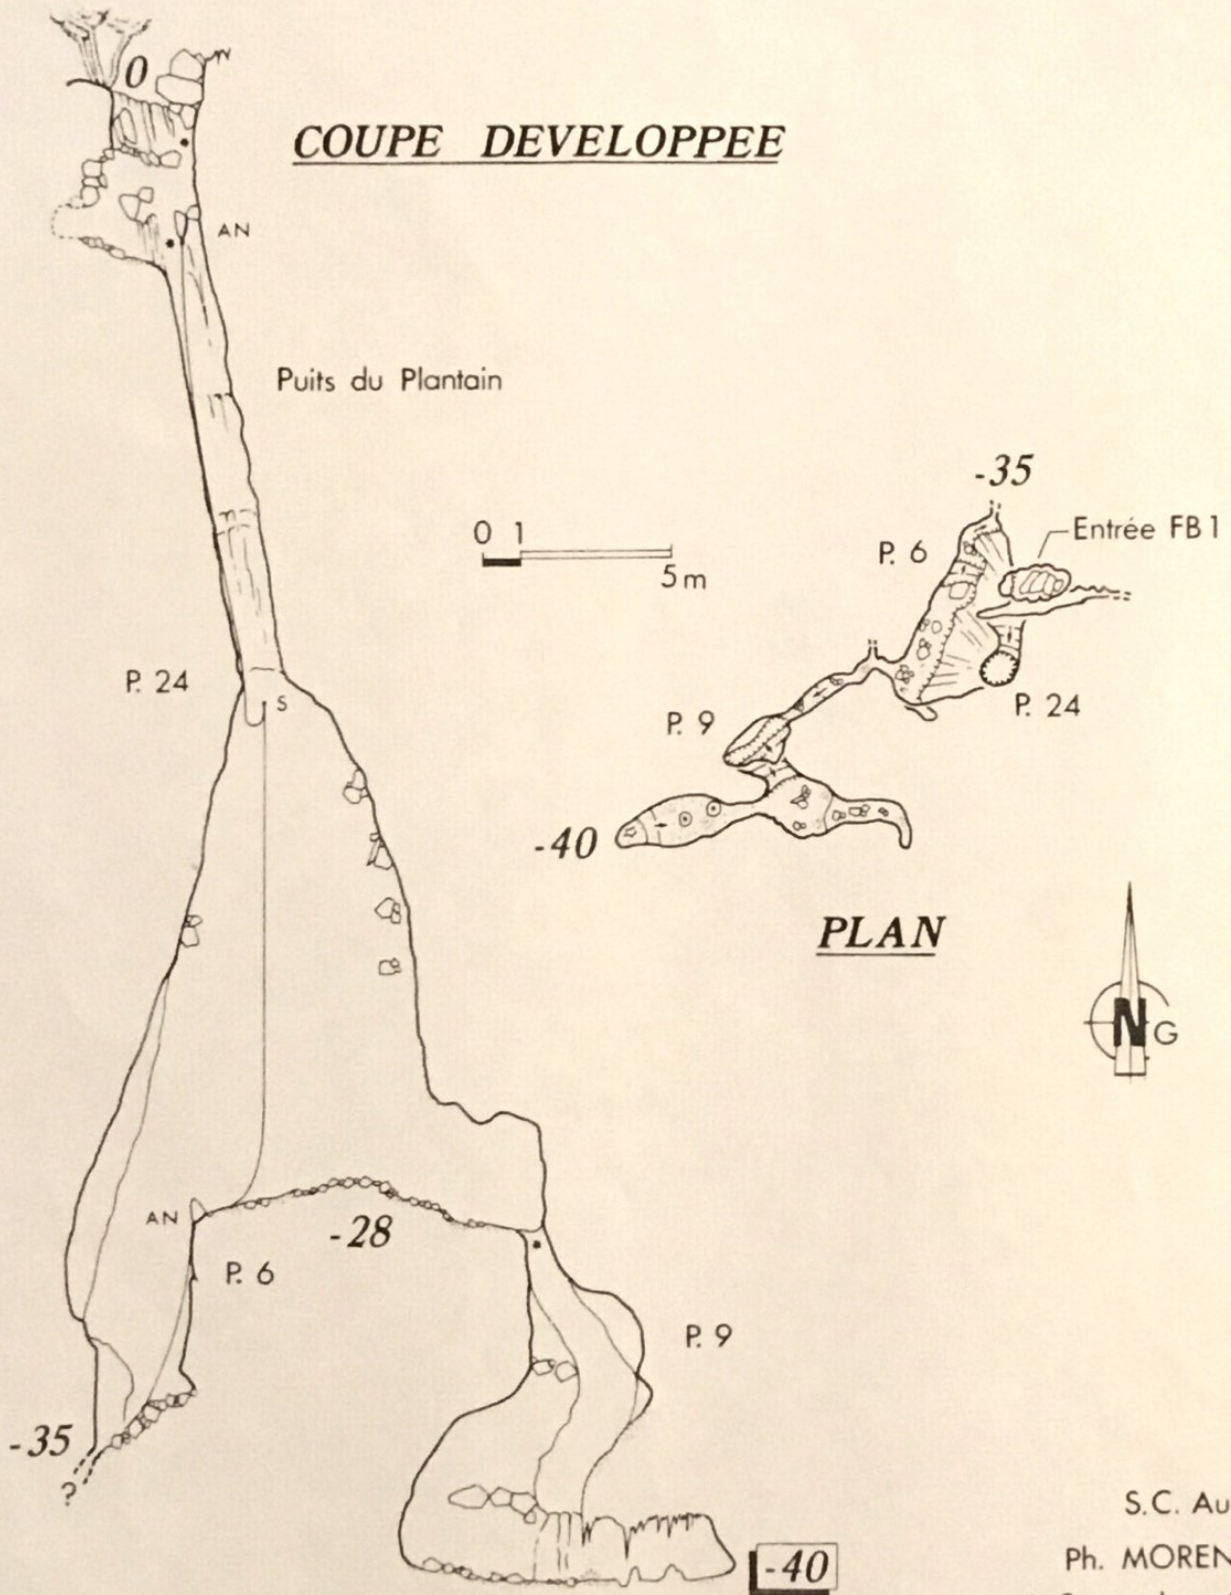 0
COUPE DEVELOPPEE
AN
Puits du Plantain
0 1
5m
-35
Entrée FB1
P. 6
P. 24
S
P. 9
P. 24
-40
PLAN
N G
AN
-28
P. 6
P. 9
-35
?
S.C. Au
-40
Ph. MOREN